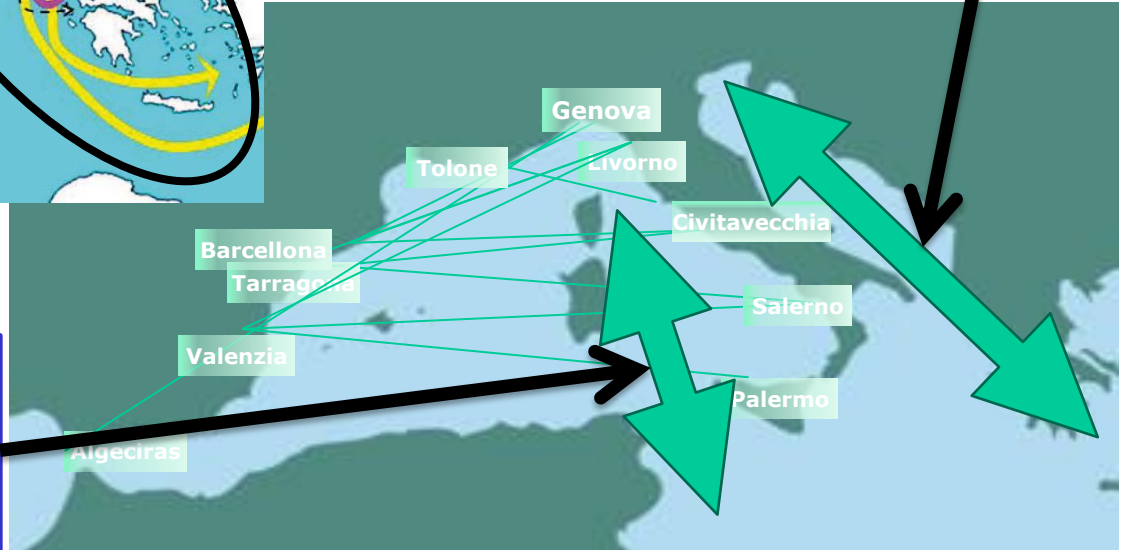 Genova
Livorno
Tolone
Civitavecchia
Barcellona
Tarragona
Salerno
Valenzia
Palermo
Algeciras